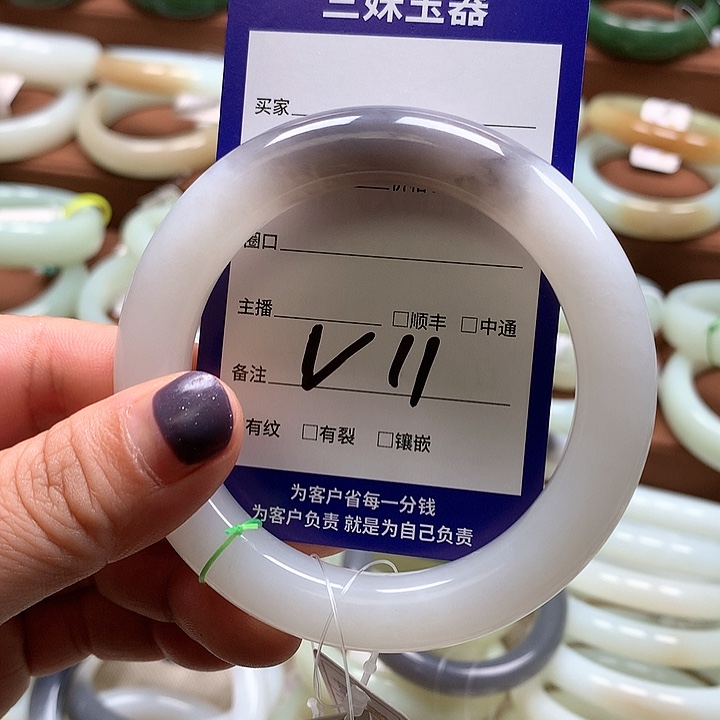 三妹玉器
买家
价格:
圈口
主播 □顺丰 □中通
备注
有纹 □有裂 □镶嵌
为客户省每一分钱
为客户负责 就是为自己负责